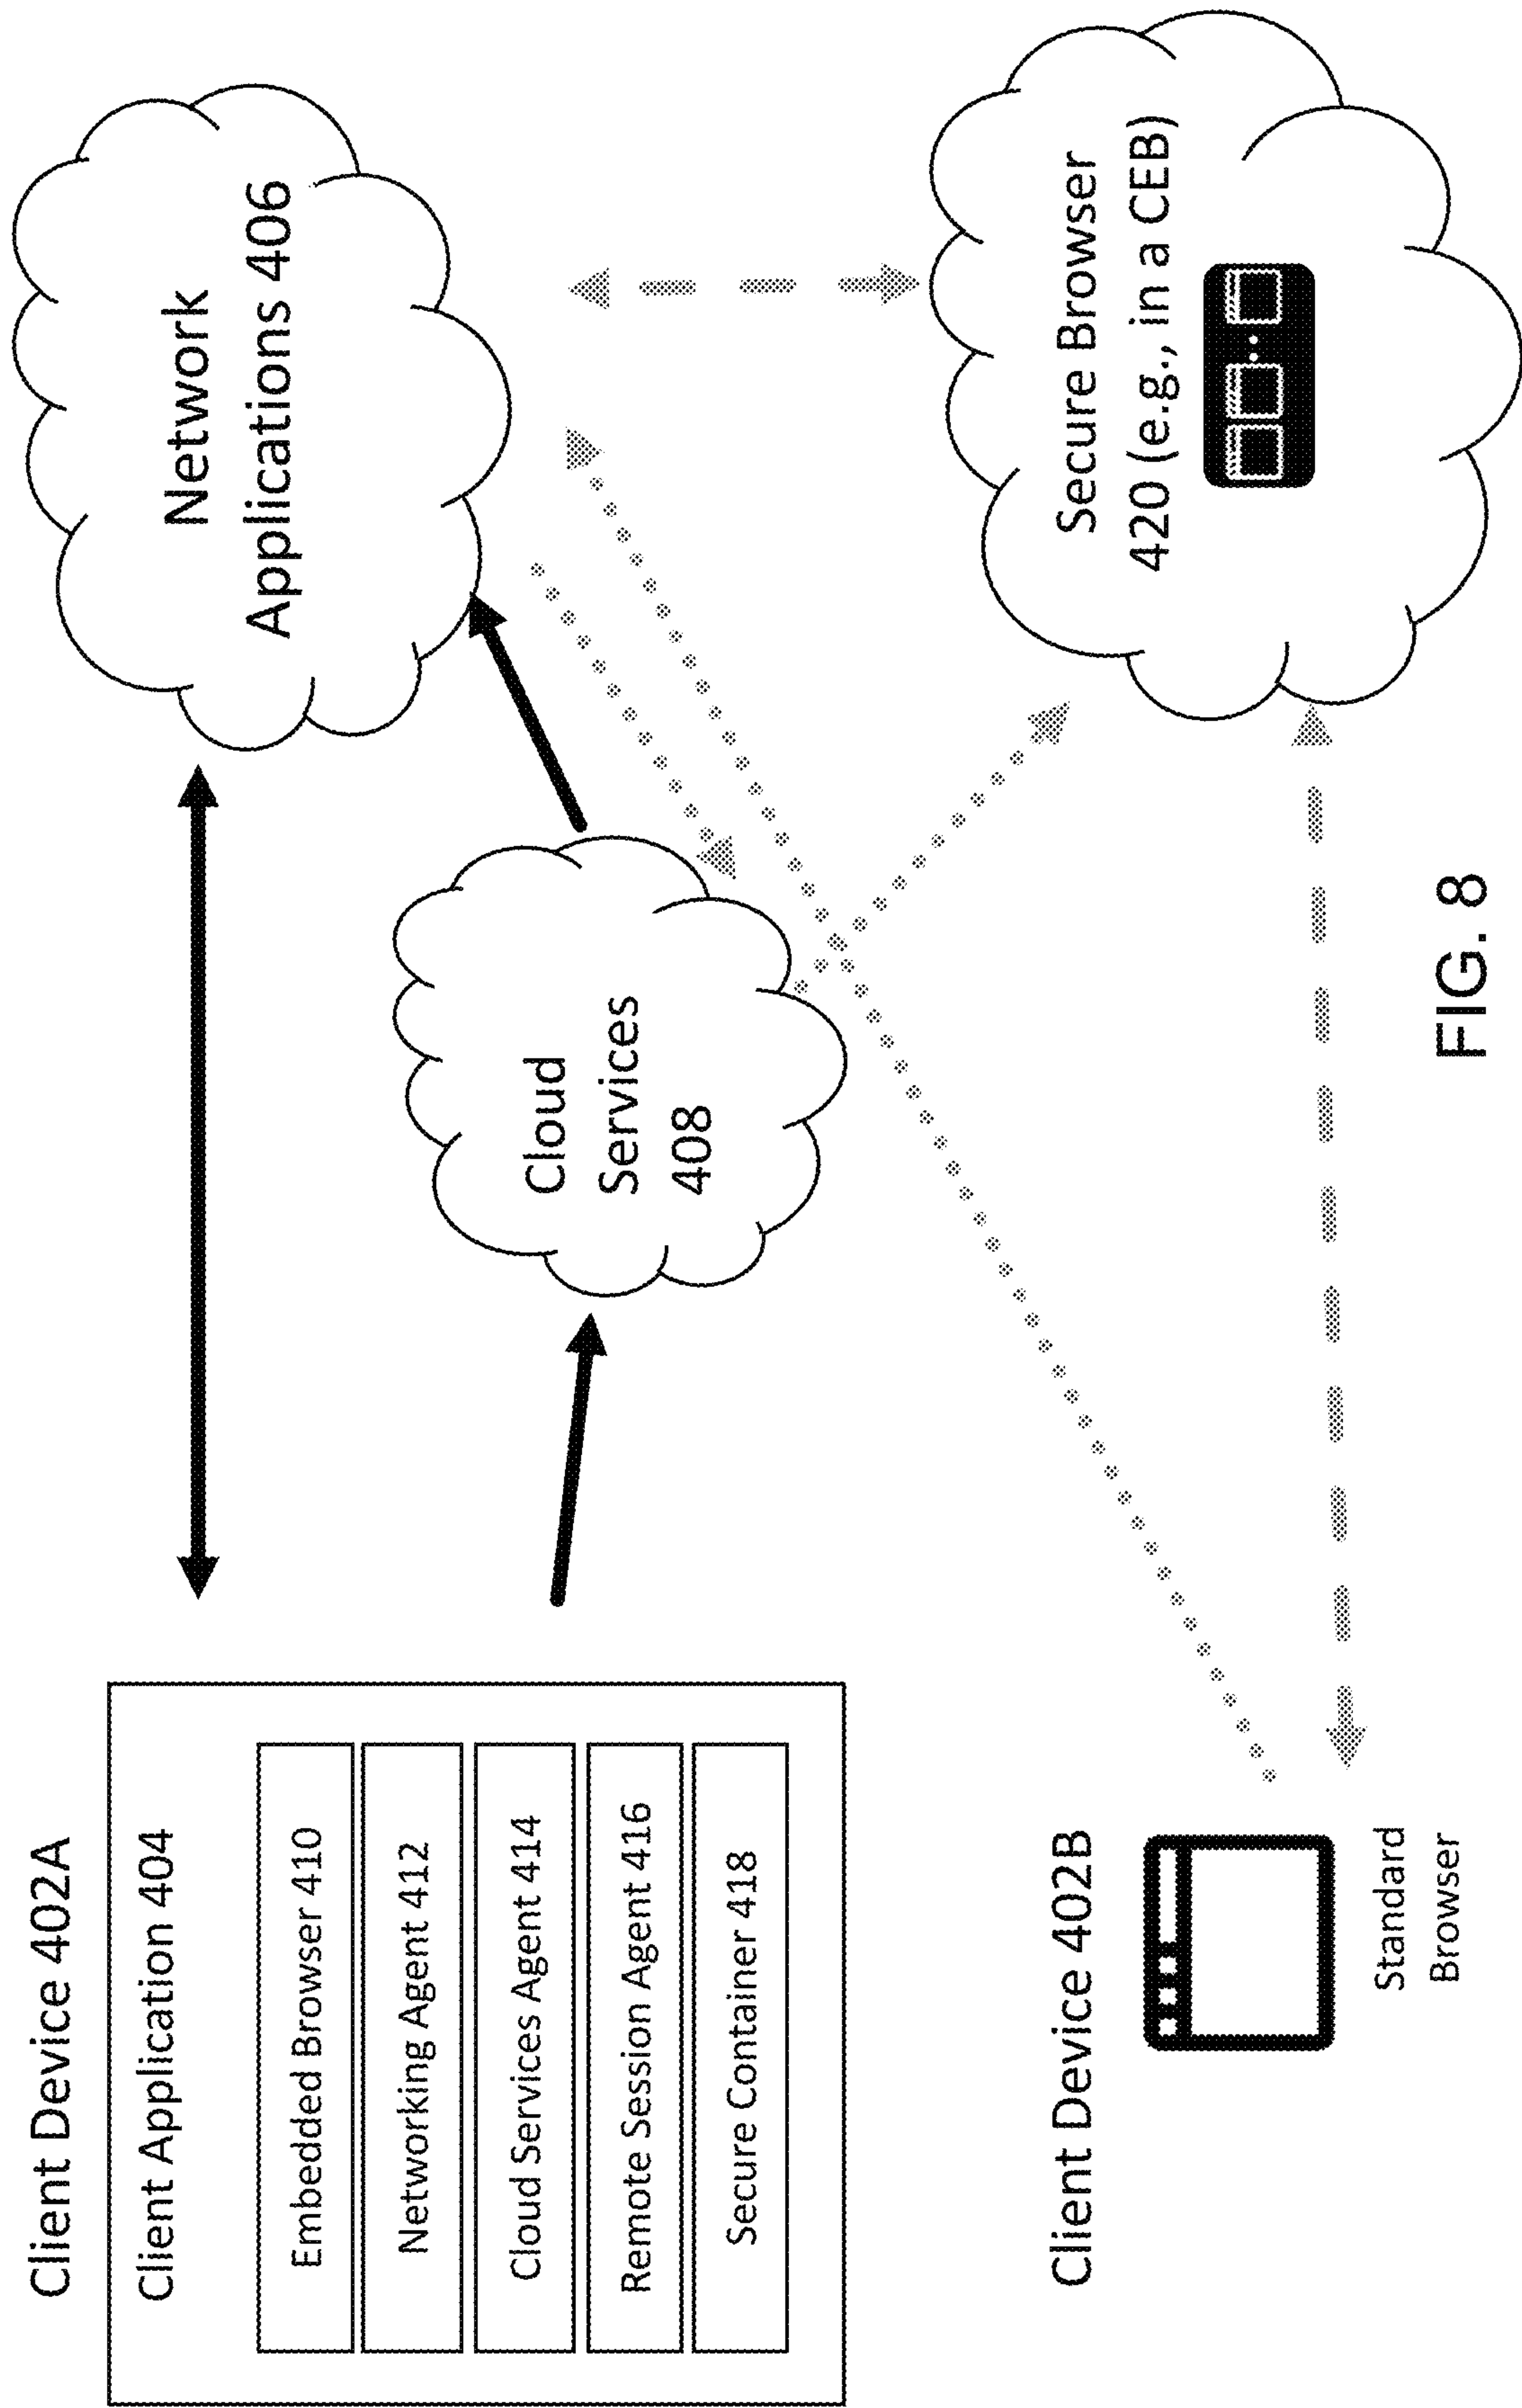 Client Device 402A
Client Application 404
Embedded Browser 410
Networking Agent 412
Cloud Services Agent 414
Remote Session Agent 416
Secure Container 418
Network
Applications 406
Cloud
Services
408
Client Device 402B
Standard
Browser
Secure Browser
420 (e.g., in a CEB)
FIG. 8